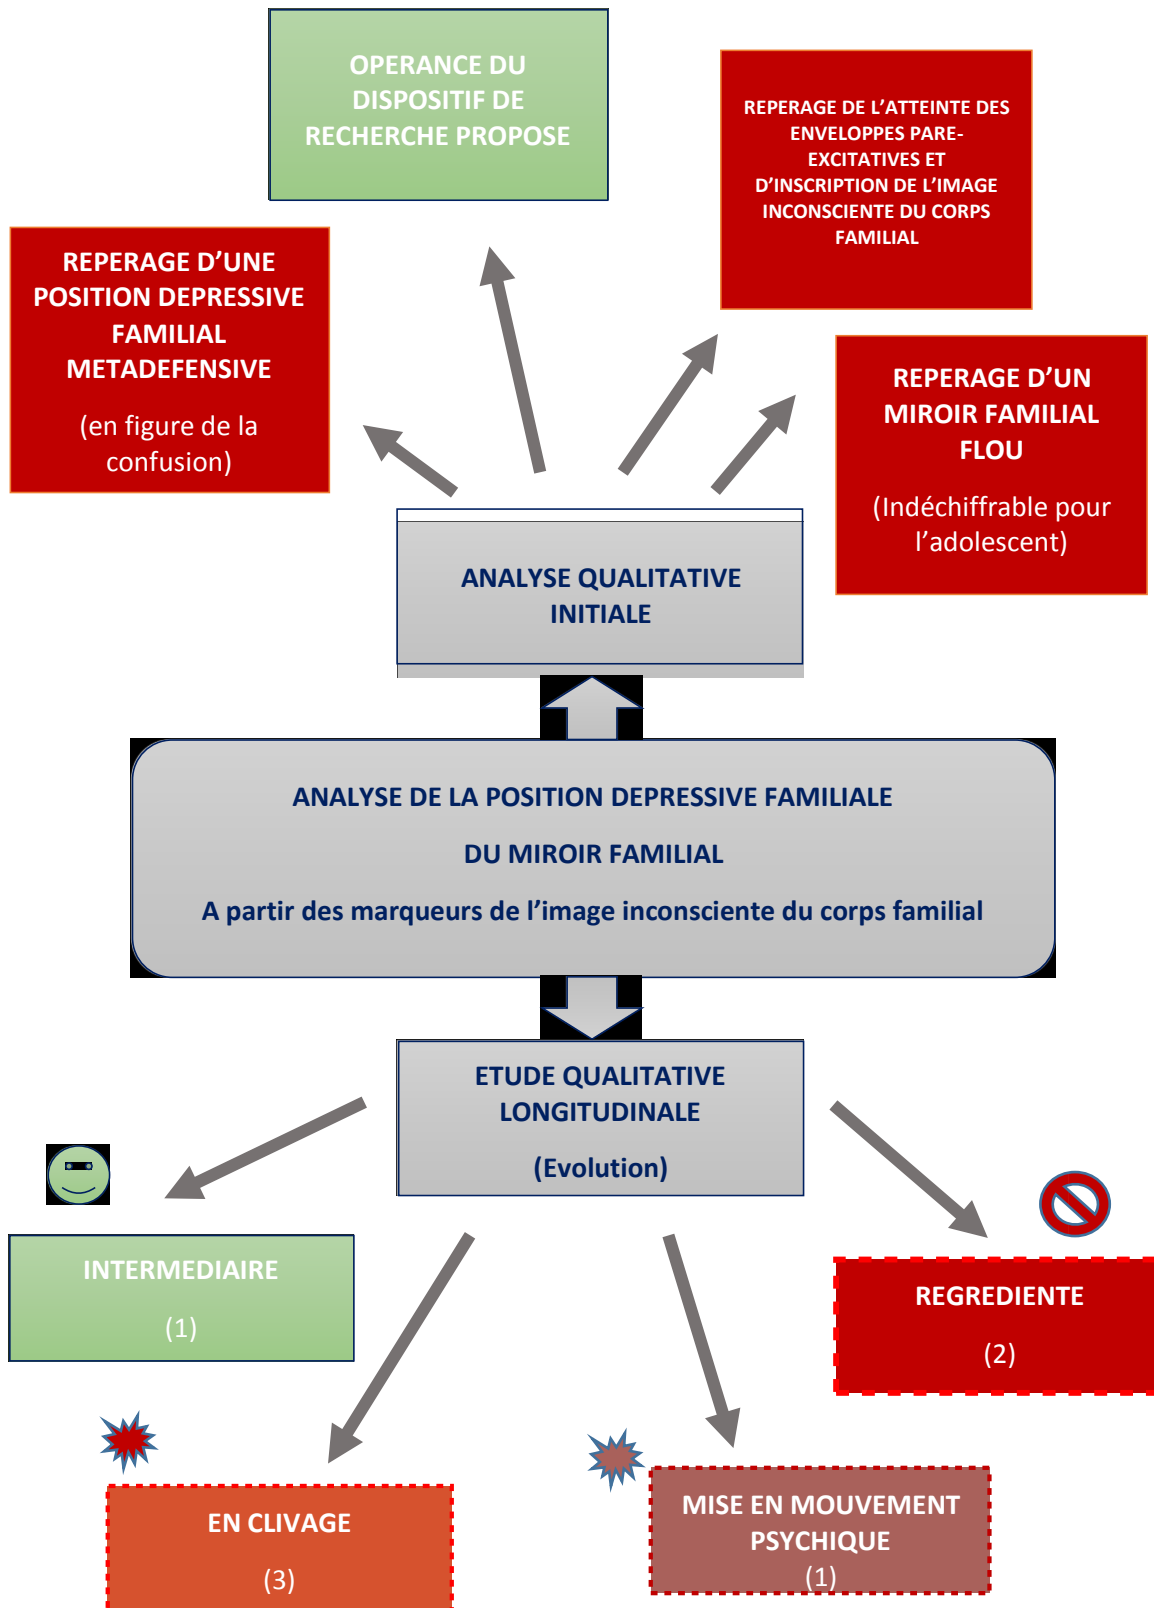 OPERANCE DU
DISPOSITIF DE
RECHERCHE PROPOSE
REPERAGE DE L’ATTEINTE DES
ENVELOPPES PARE-
EXCITATIVES ET
D’INSCRIPTION DE L’IMAGE
INCONSCIENTE DU CORPS
FAMILIAL
REPERAGE D’UNE
POSITION DEPRESSIVE
FAMILIAL
METADEFENSIVE
(en figure de la
confusion)
REPERAGE D’UN
MIROIR FAMILIAL
FLOU
(Indéchiffrable pour
l’adolescent)
ANALYSE QUALITATIVE
INITIALE
ANALYSE DE LA POSITION DEPRESSIVE FAMILIALE
DU MIROIR FAMILIAL
A partir des marqueurs de l’image inconsciente du corps familial
ETUDE QUALITATIVE
LONGITUDINALE
(Evolution)
INTERMEDIAIRE
(1)
REGREDIENTE
(2)
EN CLIVAGE
(3)
MISE EN MOUVEMENT
PSYCHIQUE
(1)